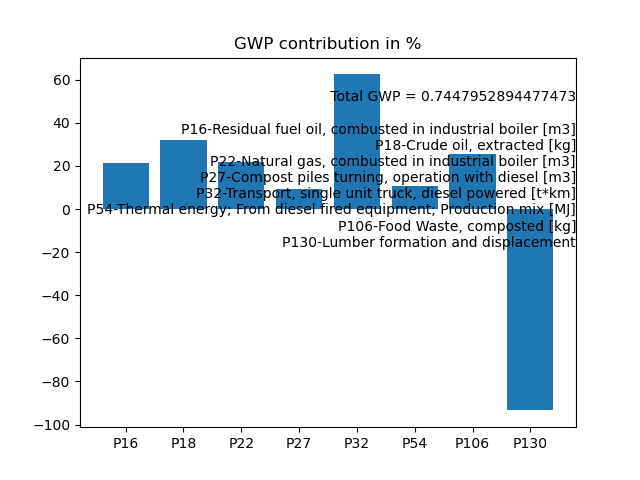 GWP contribution in %
60
40
20
0
−20
−40
−60
−80
−100
Total GWP = 0.7447952894477473
P16-Residual fuel oil, combusted in industrial boiler [m3]
P18-Crude oil, extracted [kg]
P22-Natural gas, combusted in industrial boiler [m3]
P27-Compost piles turning, operation with diesel [m3]
P32-Transport, single unit truck, diesel powered [t*km]
P54-Thermal energy; From diesel fired equipment; Production mix [MJ]
P106-Food Waste, composted [kg]
P130-Lumber formation and displacement
P16 P18 P22 P27 P32 P54 P106 P130